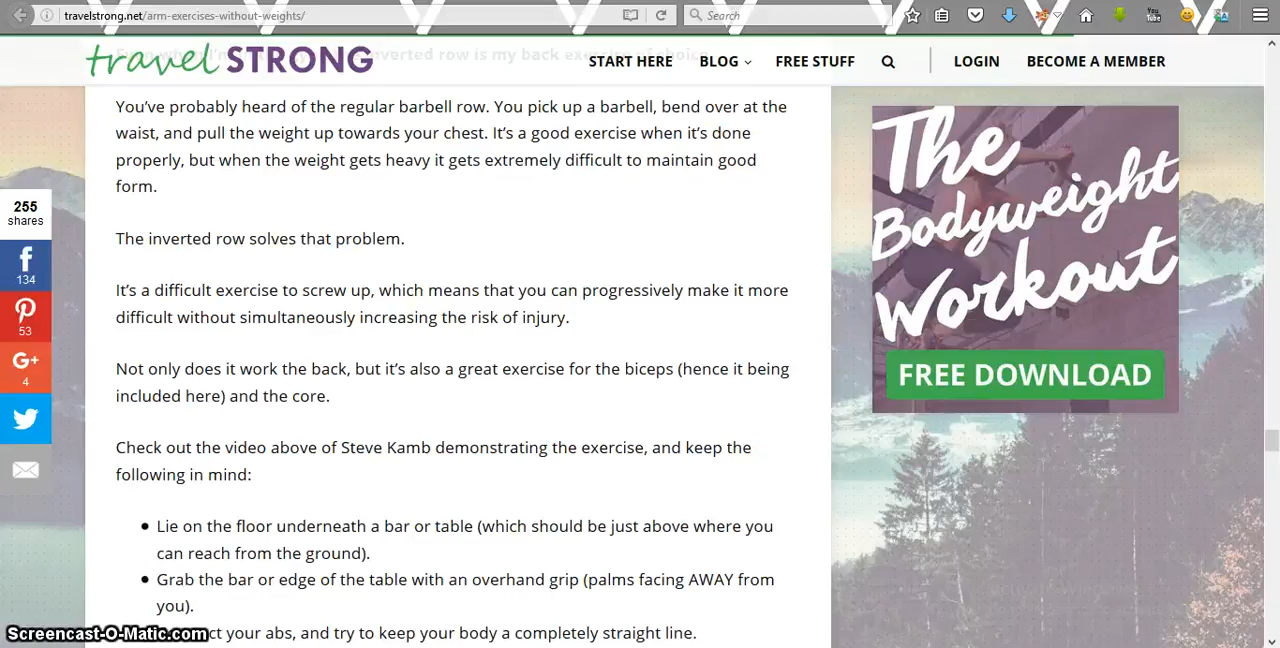 travelstrong.net/arm-exercises-without-weights/
Search
You
Tube
travel STRONG
START HERE
BLOG
FREE STUFF
LOGIN
BECOME A MEMBER
inverted row is my back exercise of choice
You've probably heard of the regular barbell row. You pick up a barbell, bend over at the
waist, and pull the weight up towards your chest. It's a good exercise when it's done
properly, but when the weight gets heavy it gets extremely difficult to maintain good
form.
The inverted row solves that problem.
It's a difficult exercise to screw up, which means that you can progressively make it more
difficult without simultaneously increasing the risk of injury.
Not only does it work the back, but it's also a great exercise for the biceps (hence it being
included here) and the core.
Check out the video above of Steve Kamb demonstrating the exercise, and keep the
following in mind:
Lie on the floor underneath a bar or table (which should be just above where you
can reach from the ground).
Grab the bar or edge of the table with an overhand grip (palms facing AWAY from
you).
ct your abs, and try to keep your body a completely straight line.
255
shares
f
134
53
G+
4
The
Bodyweight
Workout
FREE DOWNLOAD
Screencast-O-Matic.com